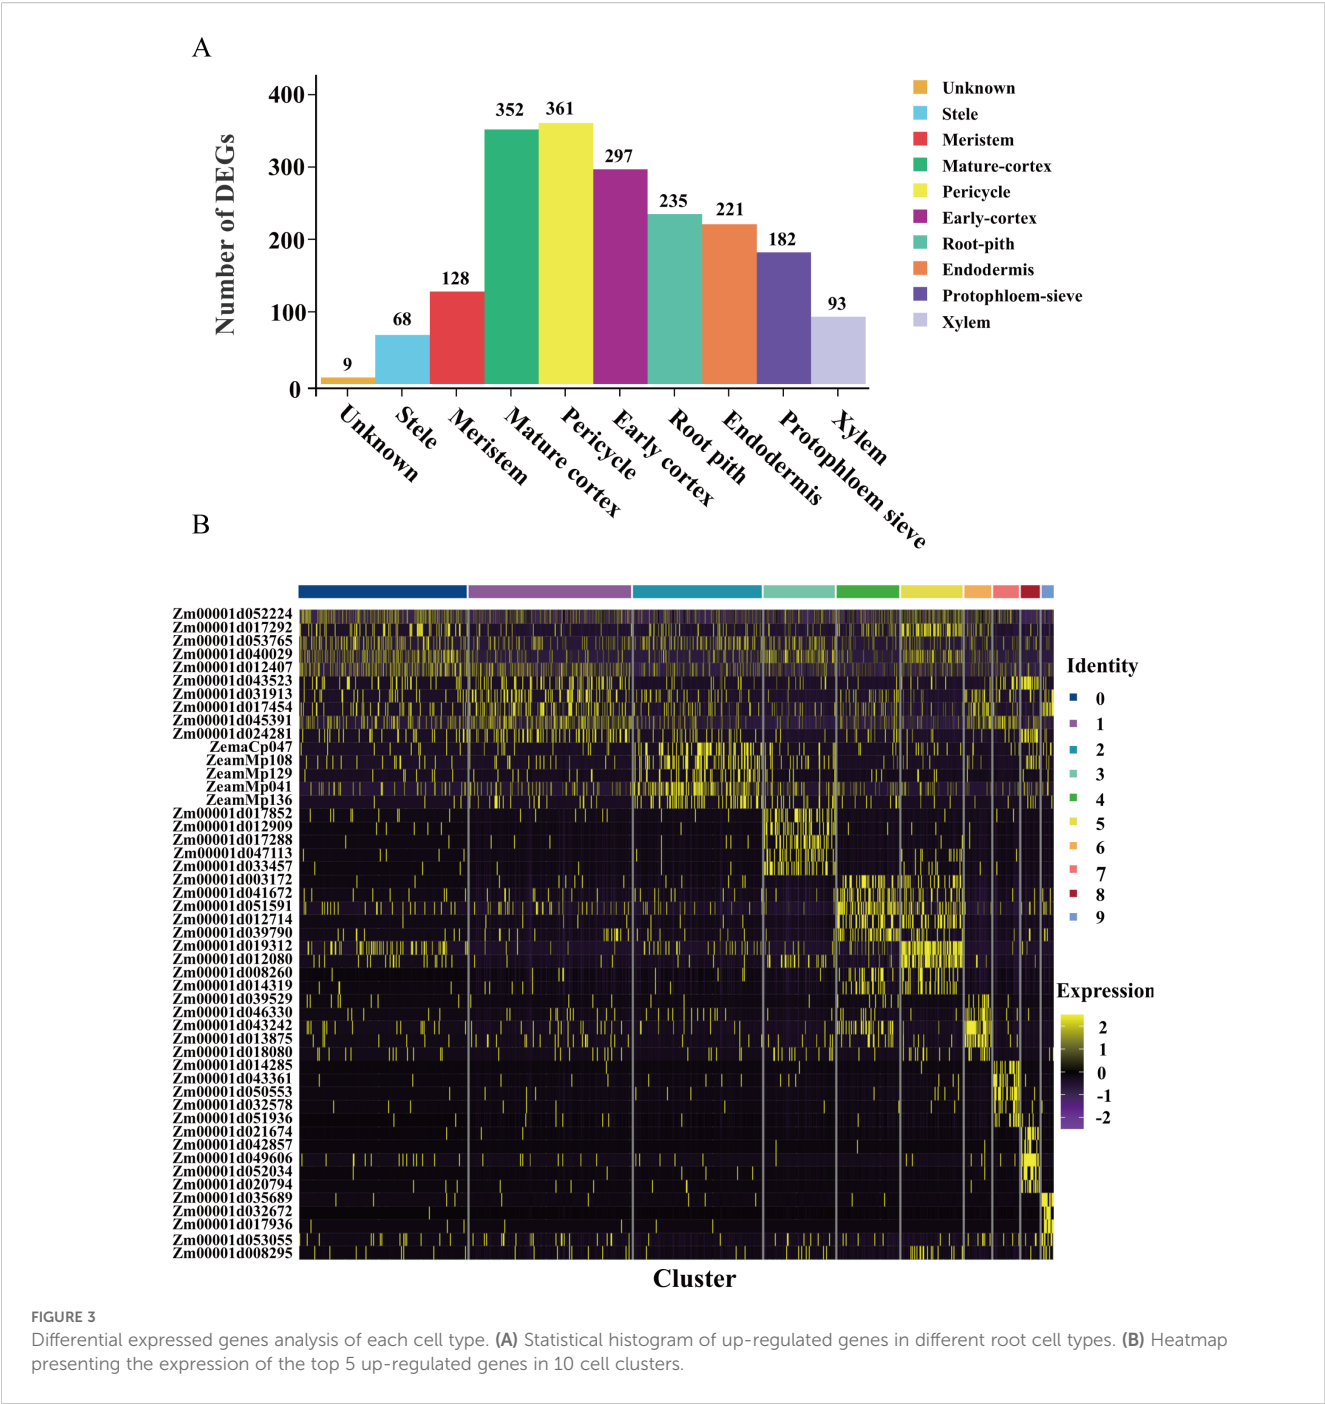 A
Number of DEGs
400
300
200
100
0
9
68
128
352
361
297
235
221
182
93
Unknown
Stele
Meristem
Mature cortex
Pericycle
Early cortex
Root pith
Endodermis
Protophloem sieve
Xylem
Unknown
Stele
Meristem
Mature-cortex
Pericycle
Early-cortex
Root-pith
Endodermis
Protophloem-sieve
Xylem
B
Zm00001d052224
Zm00001d017292
Zm00001d053765
Zm00001d040029
Zm00001d012407
Zm00001d043523
Zm00001d031913
Zm00001d017454
Zm00001d045391
Zm00001d024281
ZemaCp047
ZeamMp108
ZeamMp129
ZeamMp041
ZeamMp136
Zm00001d017852
Zm00001d012909
Zm00001d017288
Zm00001d047113
Zm00001d033457
Zm00001d003172
Zm00001d041672
Zm00001d051591
Zm00001d012714
Zm00001d039790
Zm00001d019312
Zm00001d012080
Zm00001d008260
Zm00001d014319
Zm00001d039529
Zm00001d046330
Zm00001d043242
Zm00001d013875
Zm00001d018080
Zm00001d014285
Zm00001d043361
Zm00001d050553
Zm00001d032578
Zm00001d051936
Zm00001d021674
Zm00001d042857
Zm00001d049606
Zm00001d052034
Zm00001d020794
Zm00001d035689
Zm00001d032672
Zm00001d017936
Zm00001d053055
Zm00001d008295
Cluster
Identity
0
1
2
3
4
5
6
7
8
9
Expression
2
1
0
-1
-2
FIGURE 3
Differential expressed genes analysis of each cell type. (A) Statistical histogram of up-regulated genes in different root cell types. (B) Heatmap
presenting the expression of the top 5 up-regulated genes in 10 cell clusters.